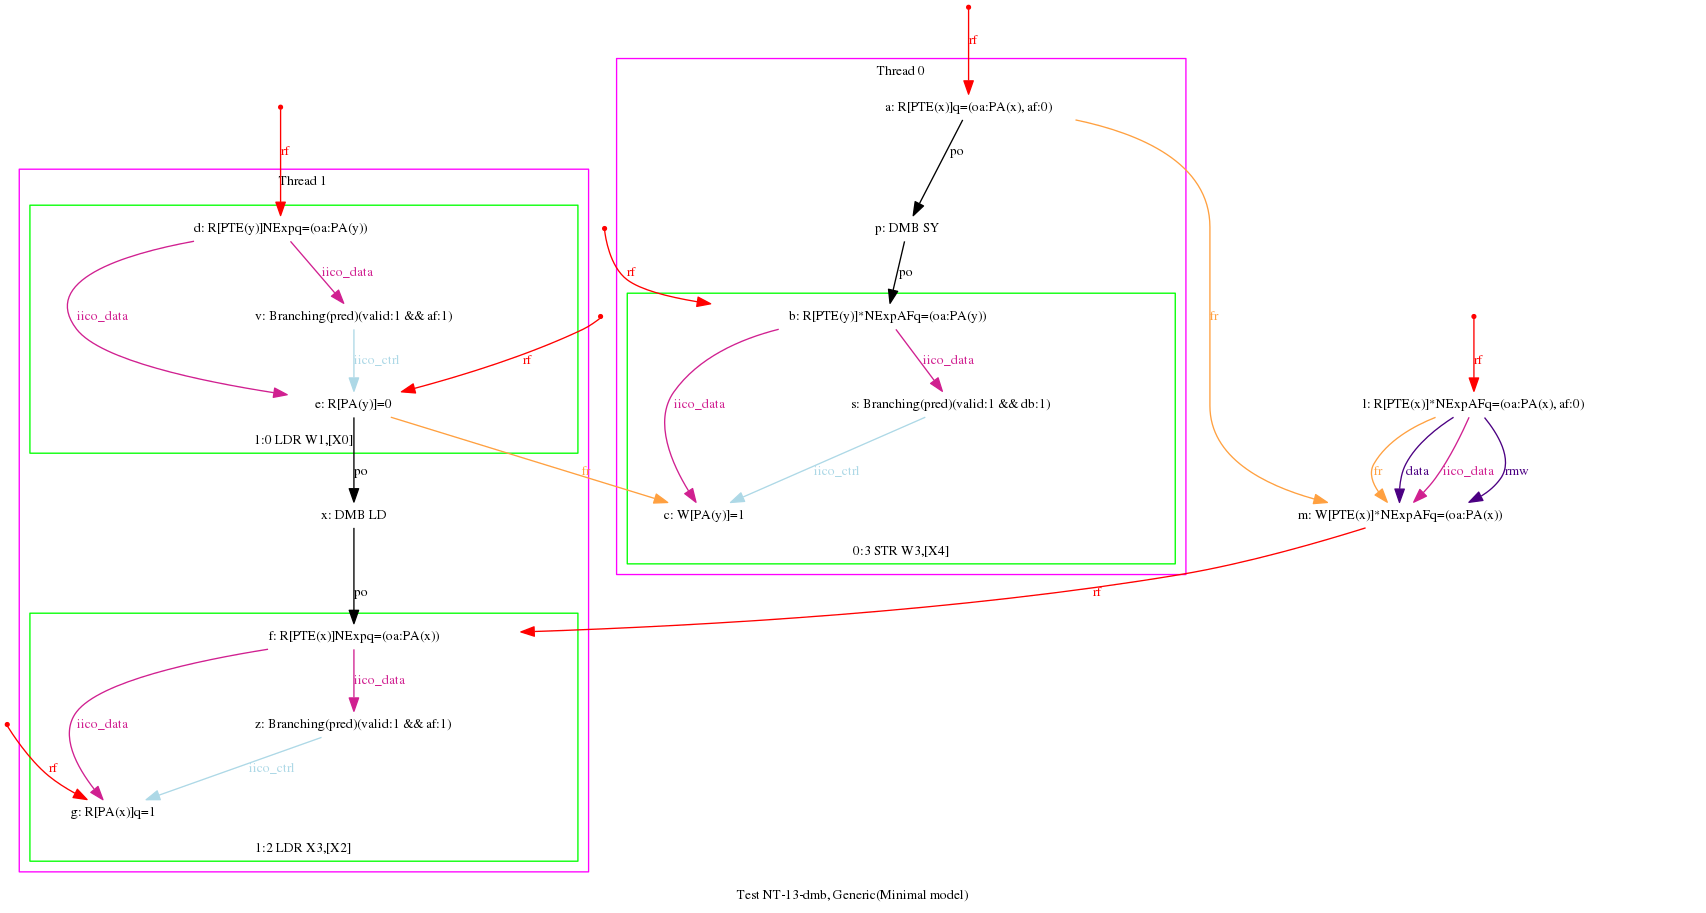 rf
Thread 0
a: R[PTE(x)]q=(oa:PA(x), af:0)
rf
po
Thread 1
d: R[PTE(y)]NExpq=(oa:PA(y))
p: DMB SY
iico_data
rf
po
iico_data
v: Branching(pred)(valid:1 && af:1)
b: R[PTE(y)]*NExpAFq=(oa:PA(y))
fr
iico_ctrl
rf
iico_data
rf
e: R[PA(y)]=0
iico_data
s: Branching(pred)(valid:1 && db:1)
l: R[PTE(x)]*NExpAFq=(oa:PA(x), af:0)
1:0 LDR W1,[X0]
po
fr
iico_ctrl
fr
data
iico_data
rmw
x: DMB LD
c: W[PA(y)]=1
m: W[PTE(x)]*NExpAFq=(oa:PA(x))
0:3 STR W3,[X4]
po
rf
f: R[PTE(x)]NExpq=(oa:PA(x))
iico_data
iico_data
z: Branching(pred)(valid:1 && af:1)
rf
iico_ctrl
g: R[PA(x)]q=1
1:2 LDR X3,[X2]
Test NT-13-dmb, Generic(Minimal model)